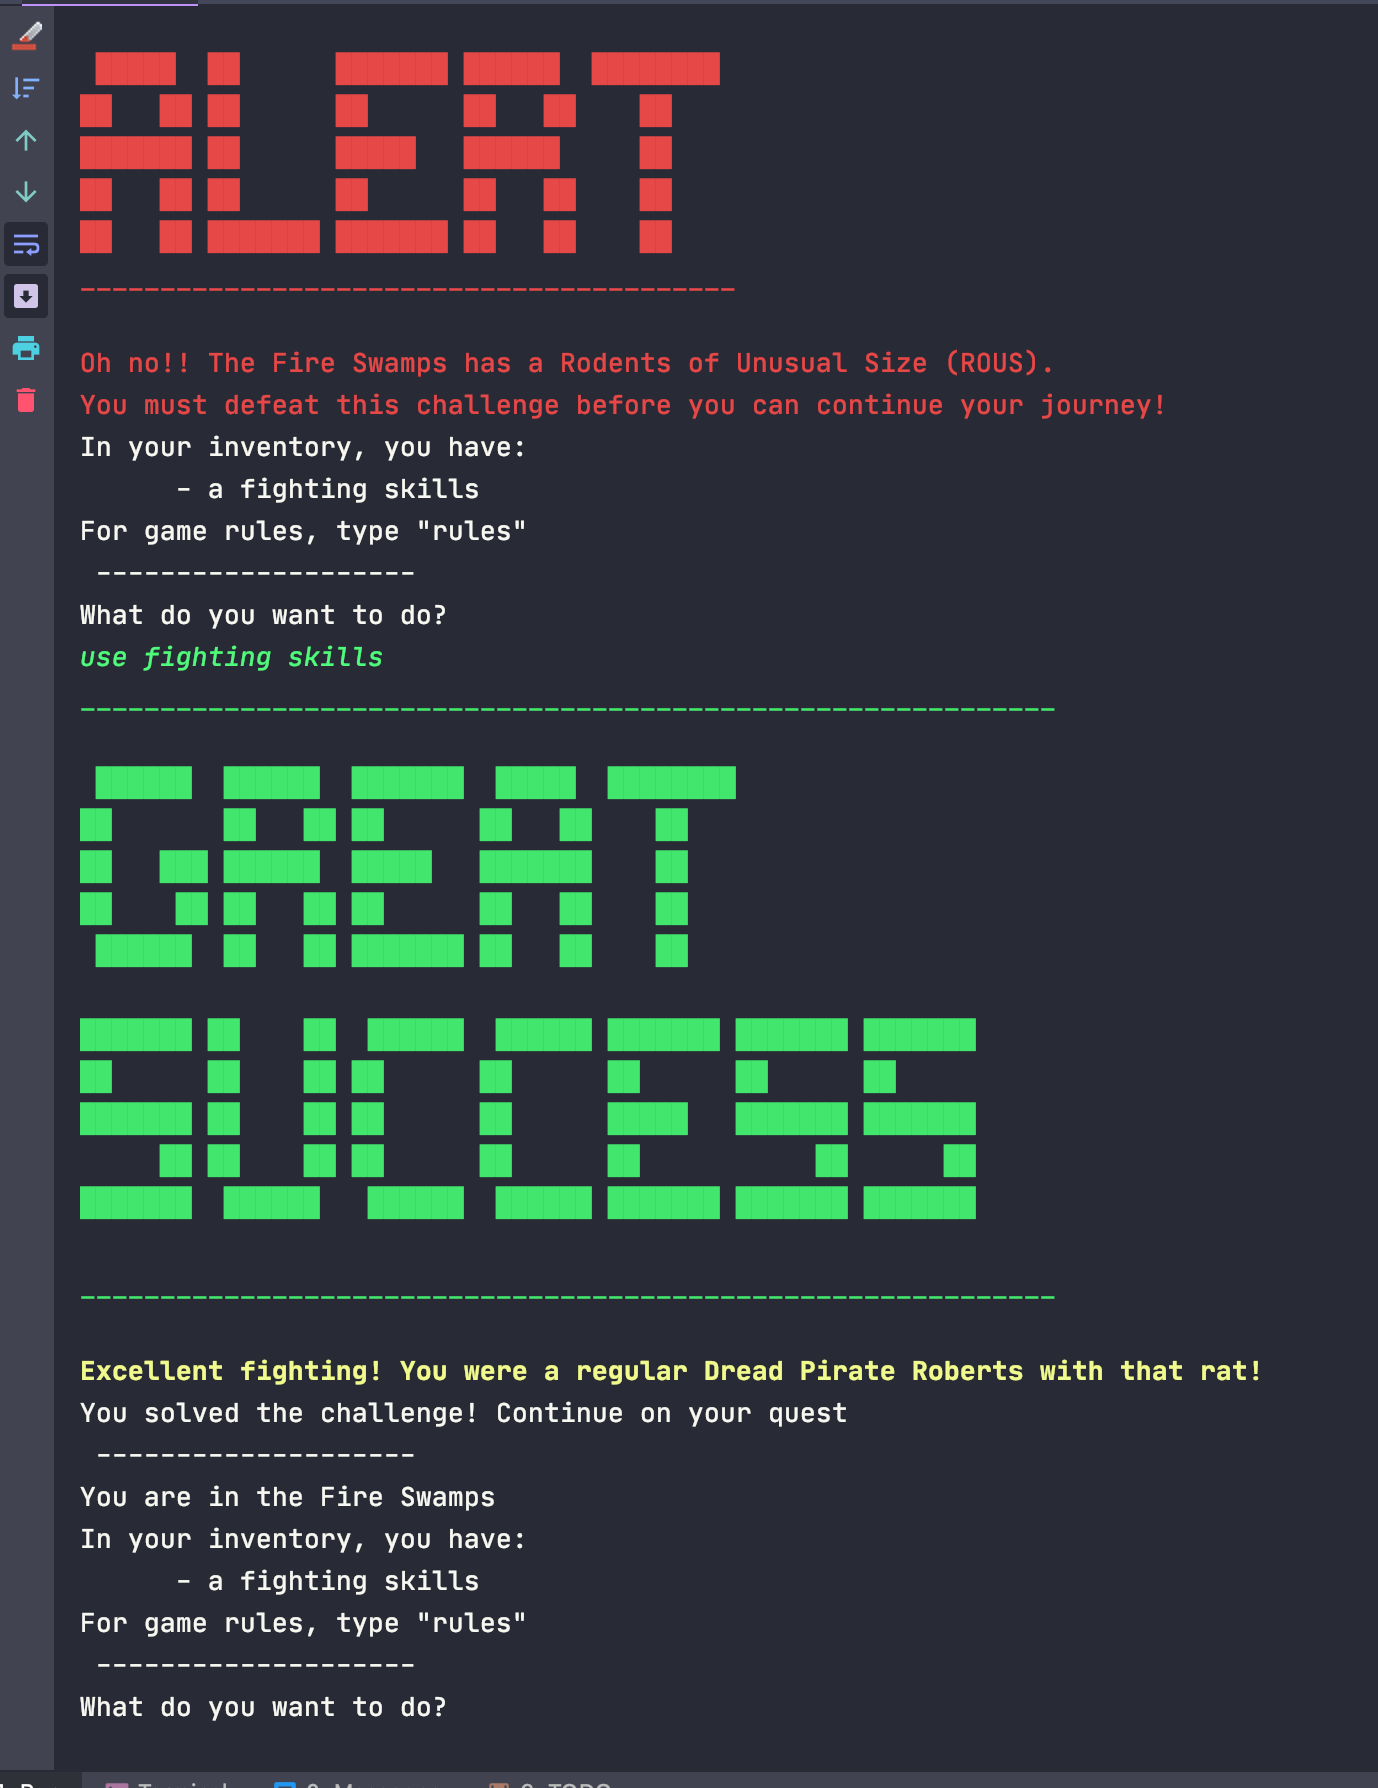 ALERT
-----------------------------------------
Oh no!! The Fire Swamps has a Rodents of Unusual Size (ROUS).
You must defeat this challenge before you can continue your journey!
In your inventory, you have:
      - a fighting skills
For game rules, type "rules"
 --------------------
What do you want to do?
use fighting skills
-------------------------------------------------------------
GREAT
SUCCESS
-------------------------------------------------------------
Excellent fighting! You were a regular Dread Pirate Roberts with that rat!
You solved the challenge! Continue on your quest
 --------------------
You are in the Fire Swamps
In your inventory, you have:
      - a fighting skills
For game rules, type "rules"
 --------------------
What do you want to do?